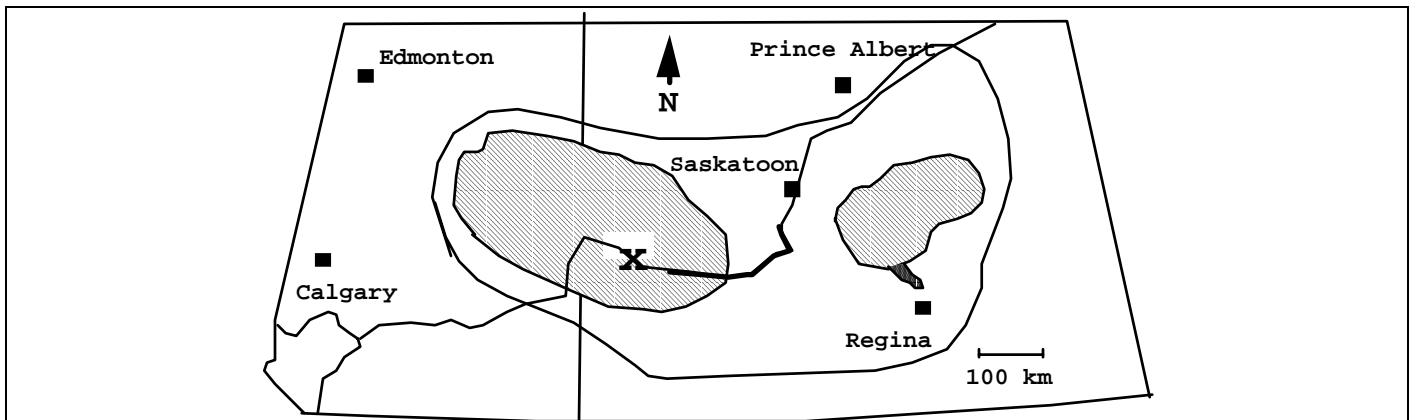 Edmonton
Prince Albert
N
Saskatoon
X
Calgary
Regina
100 km